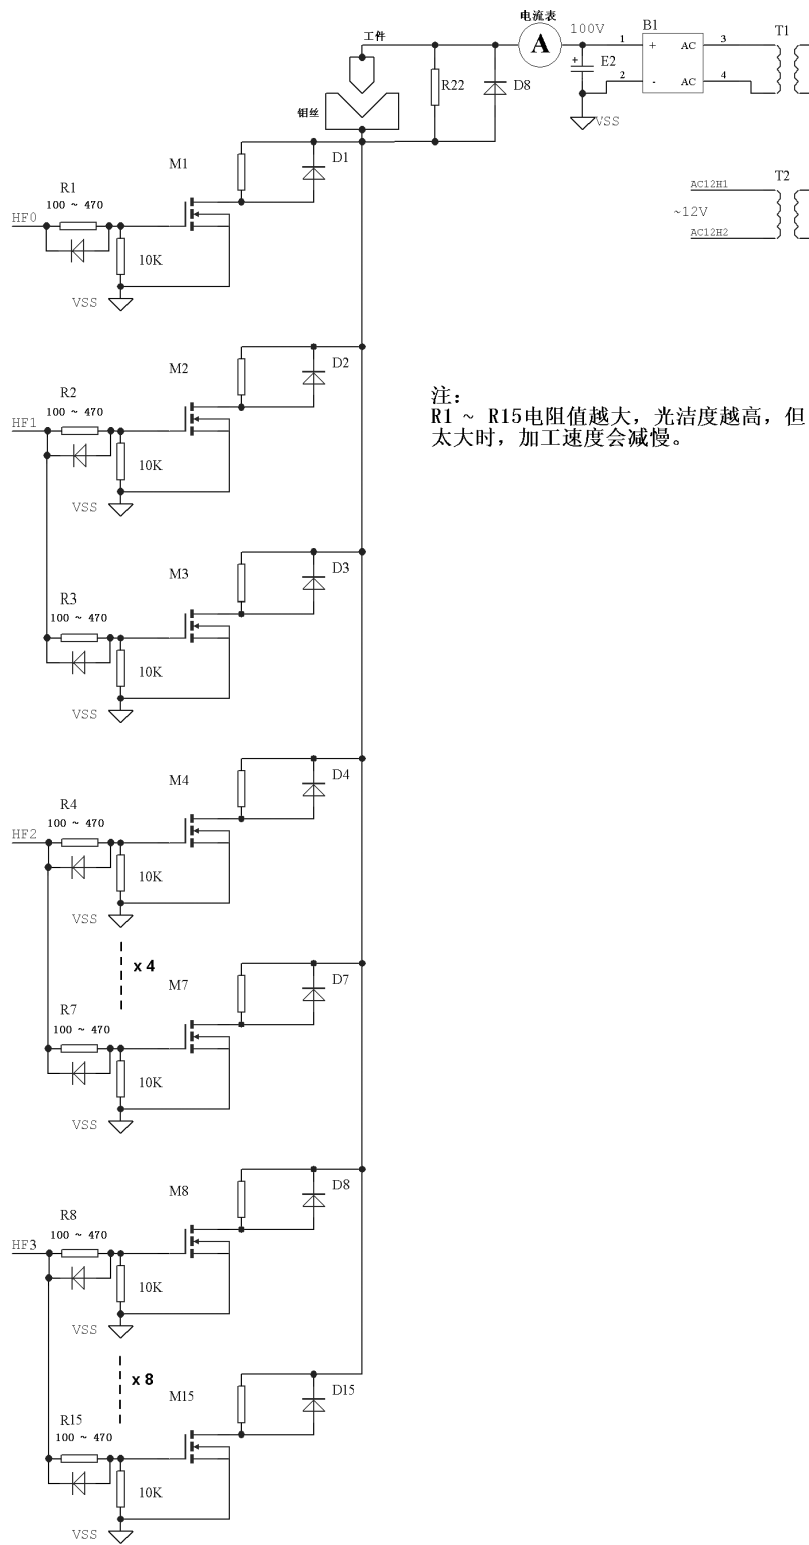 电流表
工件
100V
B1
T1
A
1
+
AC
3
+
E2
R22
D8
2
-
AC
4
钼丝
VSS
M1
D1
T2
R1
AC12H1
100 ~ 470
~12V
HF0
AC12H2
10K
VSS
M2
D2
R2
100 ~ 470
HF1
10K
VSS
注:
R1 ~ R15电阻值越大，光洁度越高，但
太大时，加工速度会减慢。
M3
D3
R3
100 ~ 470
10K
VSS
M4
D4
R4
100 ~ 470
HF2
10K
VSS
x 4
M7
D7
R7
100 ~ 470
10K
VSS
M8
D8
R8
100 ~ 470
HF3
10K
VSS
x 8
M15
D15
R15
100 ~ 470
10K
VSS